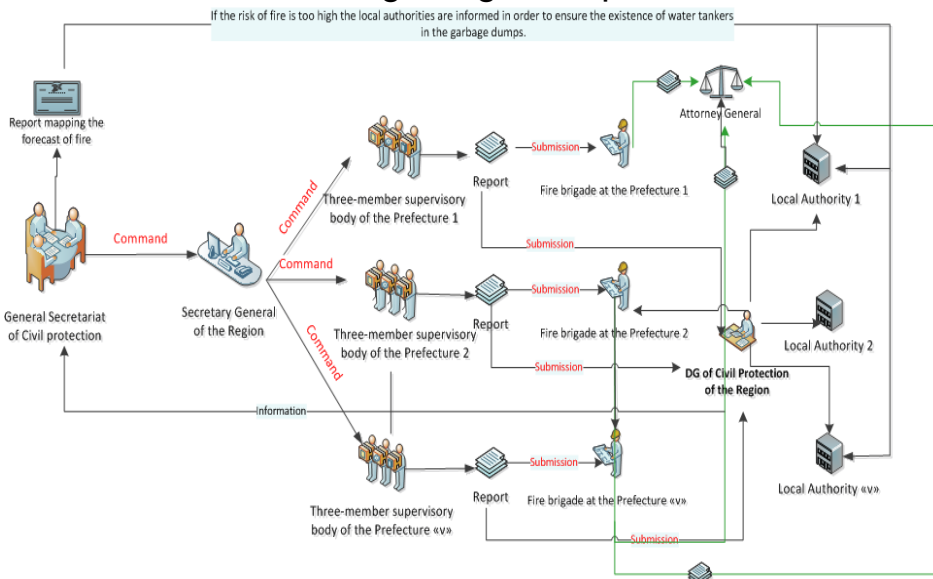 If the risk of fire is too high the local authorities are informed in order to ensure the existence of water tankers
in the garbage dumps.
Report mapping the
forecast of fire
Attorney General
Submission
Report
Fire brigade at the Prefecture 1
Three-member supervisory
body of the Prefecture 1
Local Authority 1
Command
Command
Command
Command
Submission
General Secretariat
of Civil protection
Secretary General
of the Region
Submission
Report
Fire brigade at the Prefecture 2
Three-member supervisory
body of the Prefecture 2
Local Authority 2
Submission
DG of Civil Protection
of the Region
Information
Submission
Report
Fire brigade at the Prefecture «v»
Three-member supervisory
body of the Prefecture «v»
Local Authority «v»
Submission